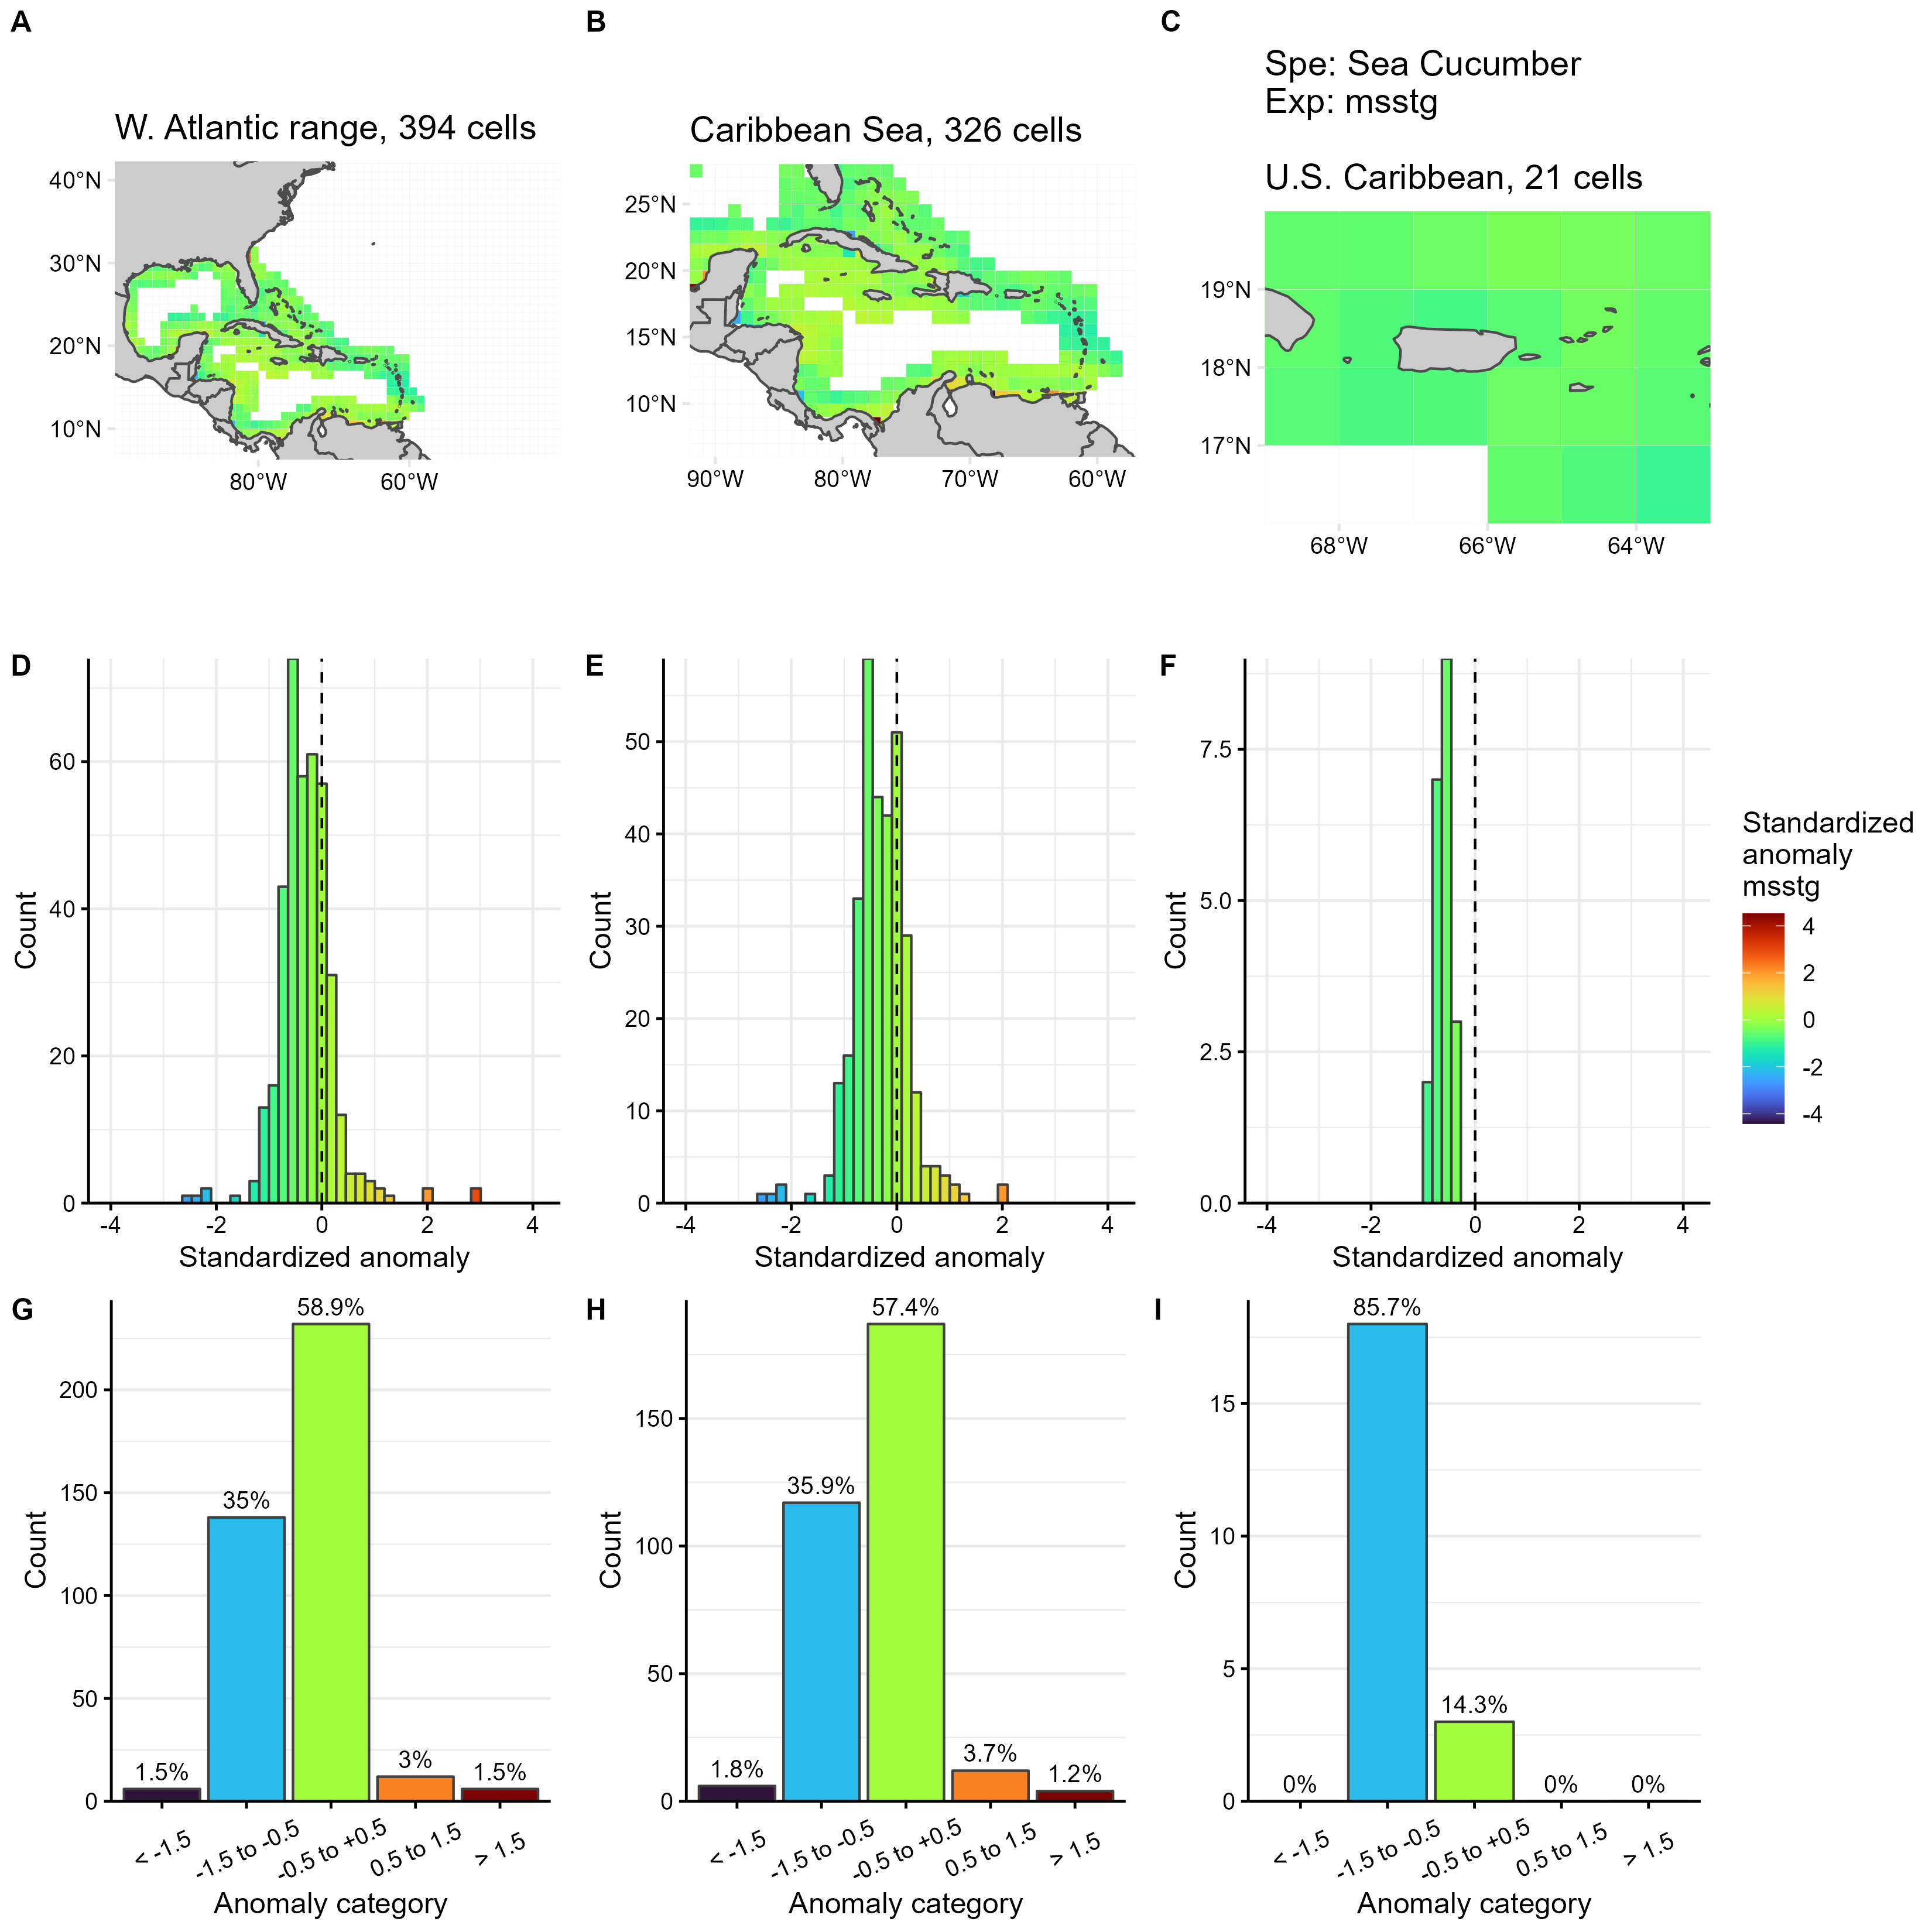 A
B
C
Spe: Sea Cucumber
Exp: msstg
W. Atlantic range, 394 cells
Caribbean Sea, 326 cells
U.S. Caribbean, 21 cells
40°N
30°N
20°N
10°N
80°W
60°W
25°N
20°N
15°N
10°N
90°W
80°W
70°W
60°W
19°N
18°N
17°N
68°W
66°W
64°W
D
Count
60
40
20
0
-4
-2
0
2
4
Standardized anomaly
E
Count
50
40
30
20
10
0
-4
-2
0
2
4
Standardized anomaly
F
Count
7.5
5.0
2.5
0.0
-4
-2
0
2
4
Standardized anomaly
Standardized
anomaly
msstg
4
2
0
-2
-4
G
Count
200
150
100
50
0
1.5%
35%
58.9%
3%
1.5%
< -1.5
-1.5 to -0.5
-0.5 to +0.5
0.5 to 1.5
> 1.5
Anomaly category
H
Count
150
100
50
0
1.8%
35.9%
57.4%
3.7%
1.2%
< -1.5
-1.5 to -0.5
-0.5 to +0.5
0.5 to 1.5
> 1.5
Anomaly category
I
Count
15
10
5
0
0%
85.7%
14.3%
0%
0%
< -1.5
-1.5 to -0.5
-0.5 to +0.5
0.5 to 1.5
> 1.5
Anomaly category